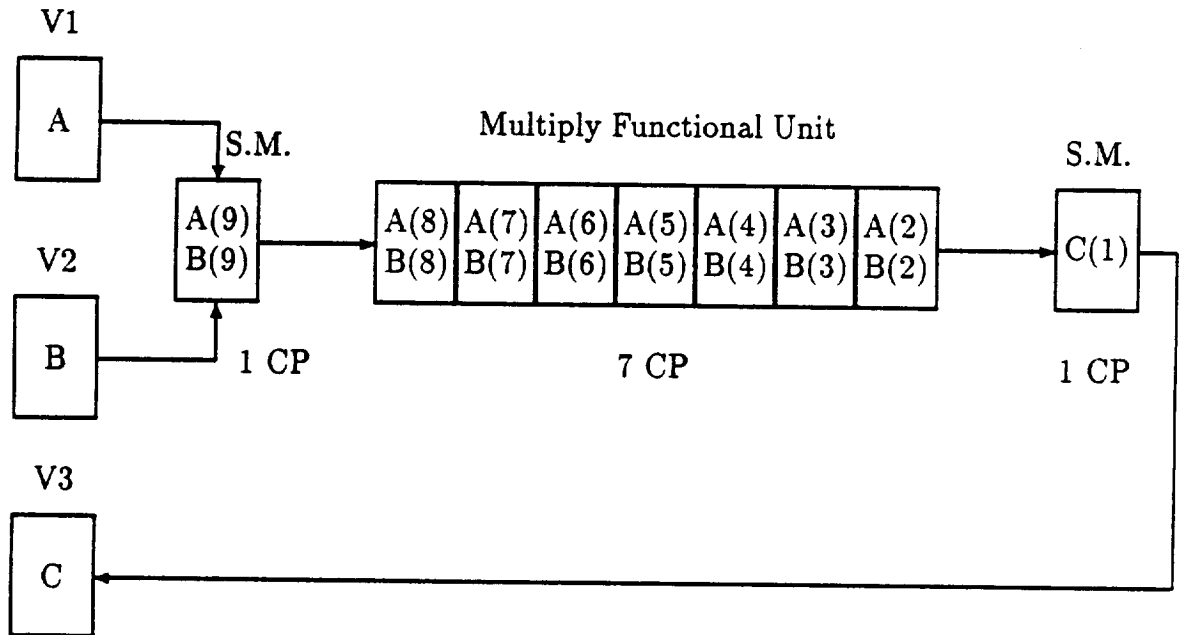 V1
A
S.M.
Multiply Functional Unit
S.M.
A(9)
B(9)
A(8) A(7) A(6) A(5) A(4) A(3) A(2)
B(8) B(7) B(6) B(5) B(4) B(3) B(2)
C(1)
V2
B
1 CP
7 CP
1 CP
V3
C